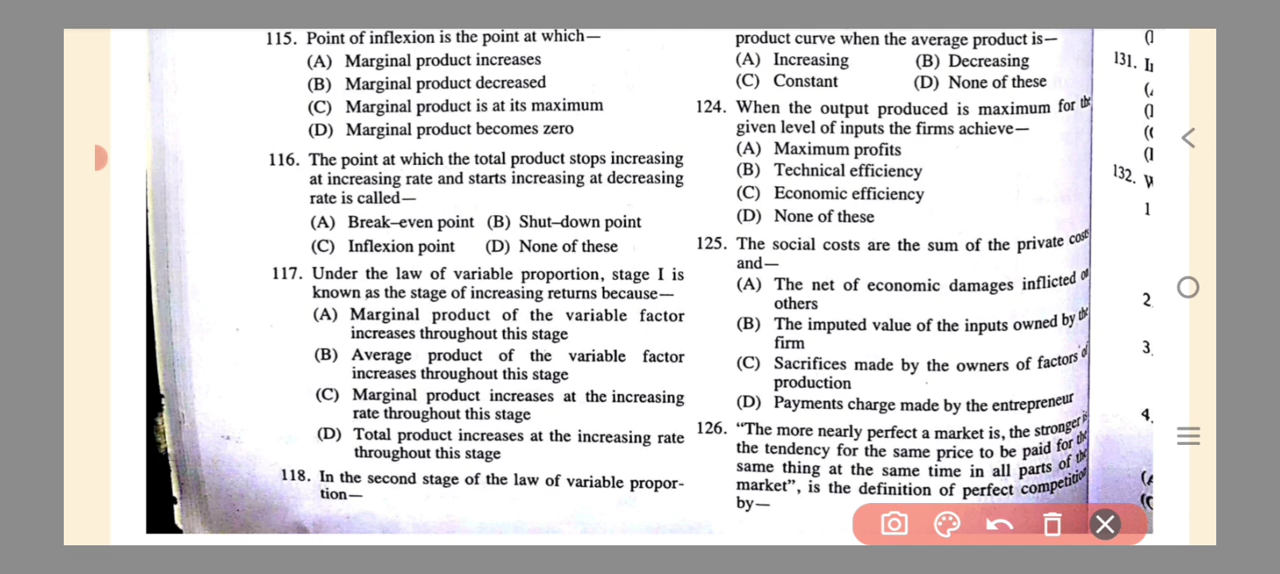 115. Point of inflexion is the point at which—
(A) Marginal product increases
(B) Marginal product decreased
(C) Marginal product is at its maximum
(D) Marginal product becomes zero
116. The point at which the total product stops increasing
at increasing rate and starts increasing at decreasing
rate is called—
(A) Break–even point (B) Shut–down point
(C) Inflexion point (D) None of these
117. Under the law of variable proportion, stage I is
known as the stage of increasing returns because—
(A) Marginal product of the variable factor
increases throughout this stage
(B) Average product of the variable factor
increases throughout this stage
(C) Marginal product increases at the increasing
rate throughout this stage
(D) Total product increases at the increasing rate
throughout this stage
118. In the second stage of the law of variable propor-
tion—
product curve when the average product is—
(A) Increasing (B) Decreasing
(C) Constant (D) None of these
124. When the output produced is maximum for the
given level of inputs the firms achieve—
(A) Maximum profits
(B) Technical efficiency
(C) Economic efficiency
(D) None of these
125. The social costs are the sum of the private costs
and—
(A) The net of economic damages inflicted on
others
(B) The imputed value of the inputs owned by the
firm
(C) Sacrifices made by the owners of factors of
production
(D) Payments charge made by the entrepreneur
126. “The more nearly perfect a market is, the stronger is
the tendency for the same price to be paid for the
same thing at the same time in all parts of the
market”, is the definition of perfect competition
by—
131.
132.
1
2.
3.
4.